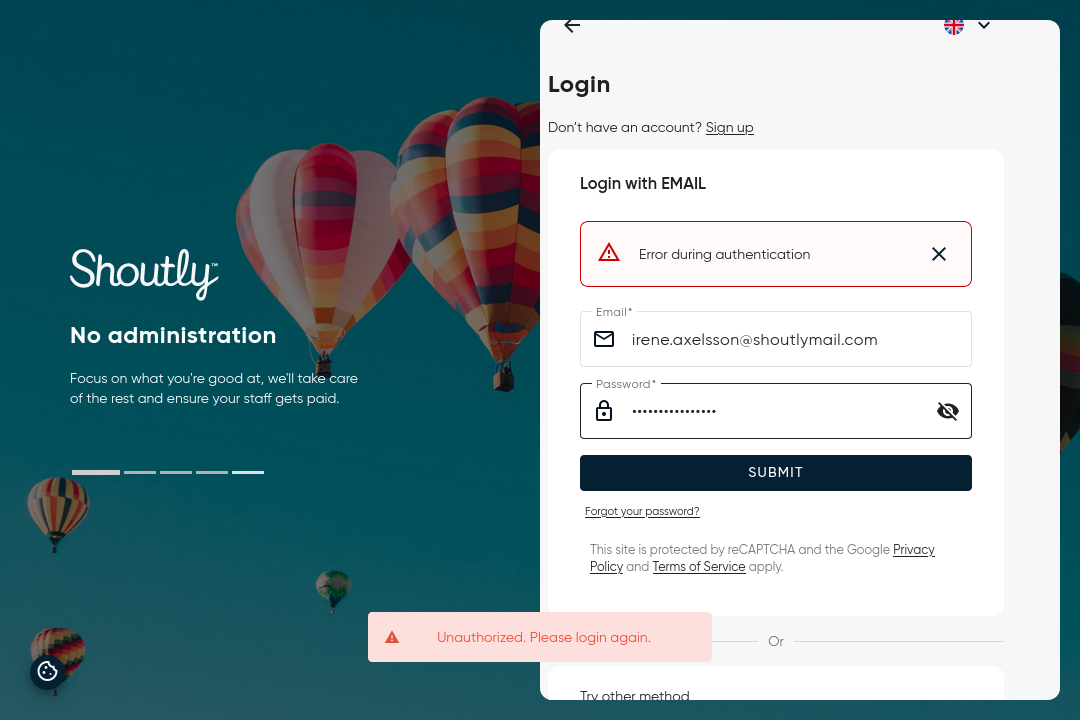 Shoutly™
No administration
Focus on what you're good at, we'll take care
of the rest and ensure your staff gets paid.
Login
Don’t have an account? Sign up
Login with EMAIL
Error during authentication
Email*
irene.axelsson@shoutlymail.com
Password*
••••••••••••••••
SUBMIT
Forgot your password?
This site is protected by reCAPTCHA and the Google Privacy
Policy and Terms of Service apply.
Unauthorized. Please login again.
Or
Try other method